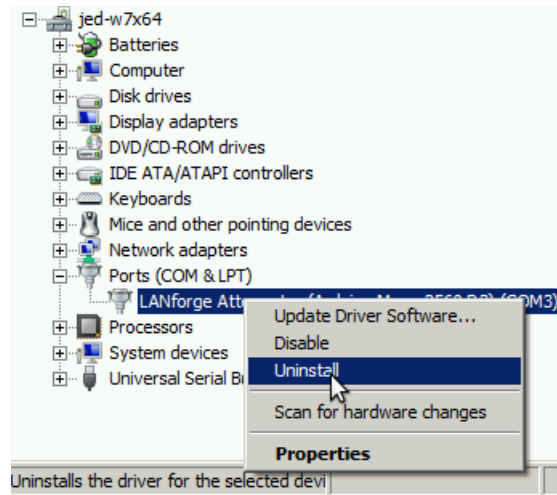 jed-w7x64
Batteries
Computer
Disk drives
Display adapters
DVD/CD-ROM drives
IDE ATA/ATAPI controllers
Keyboards
Mice and other pointing devices
Network adapters
Ports (COM & LPT)
LANforge (COM3)
Update Driver Software...
Processors
Disable
System devices
Uninstall
Universal Serial
Scan for hardware changes
Properties
Uninstalls the driver for the selected devi